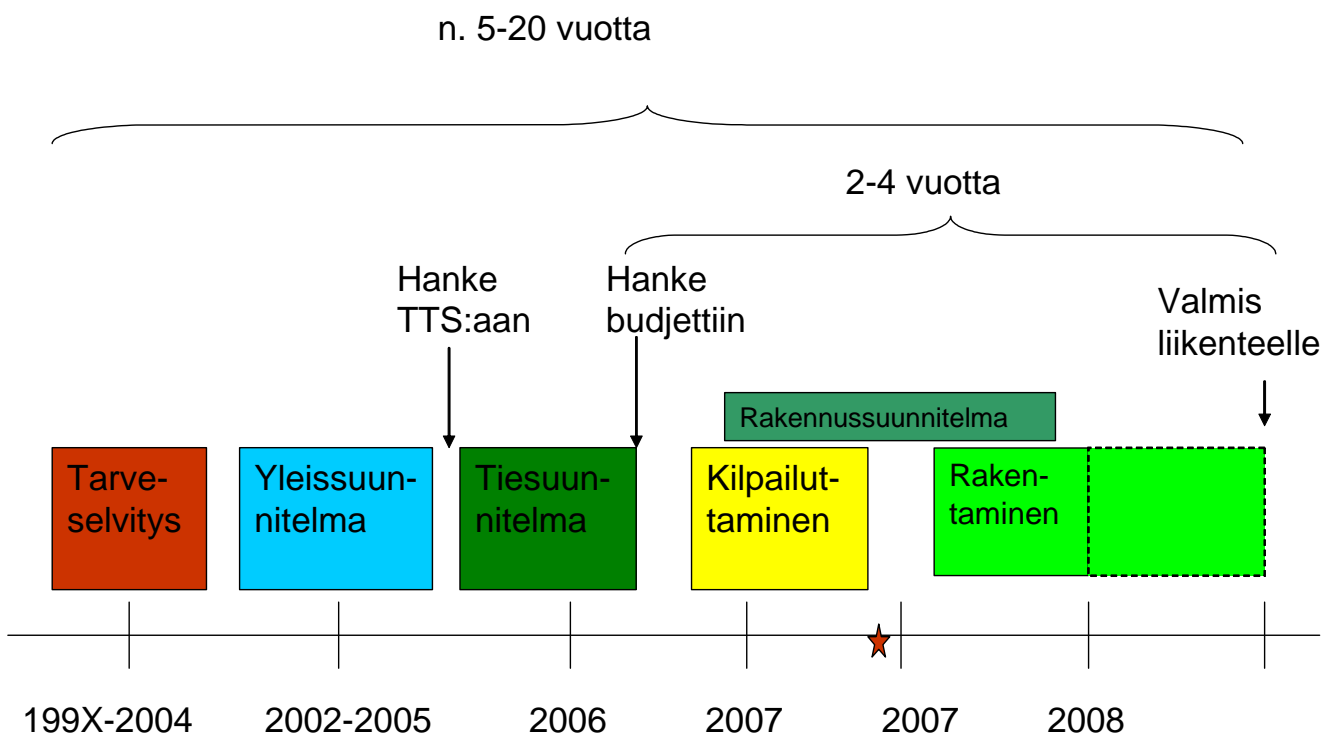 n. 5-20 vuotta
2-4 vuotta
Hanke
TTS:aan
Hanke
budjettiin
Valmis
liikenteelle
Rakennussuunnitelma
Tarve-
selvitys
Yleissuun-
nitelma
Tiesuun-
nitelma
Kilpailut-
taminen
Raken-
taminen
199X-2004
2002-2005
2006
2007
2007
2008